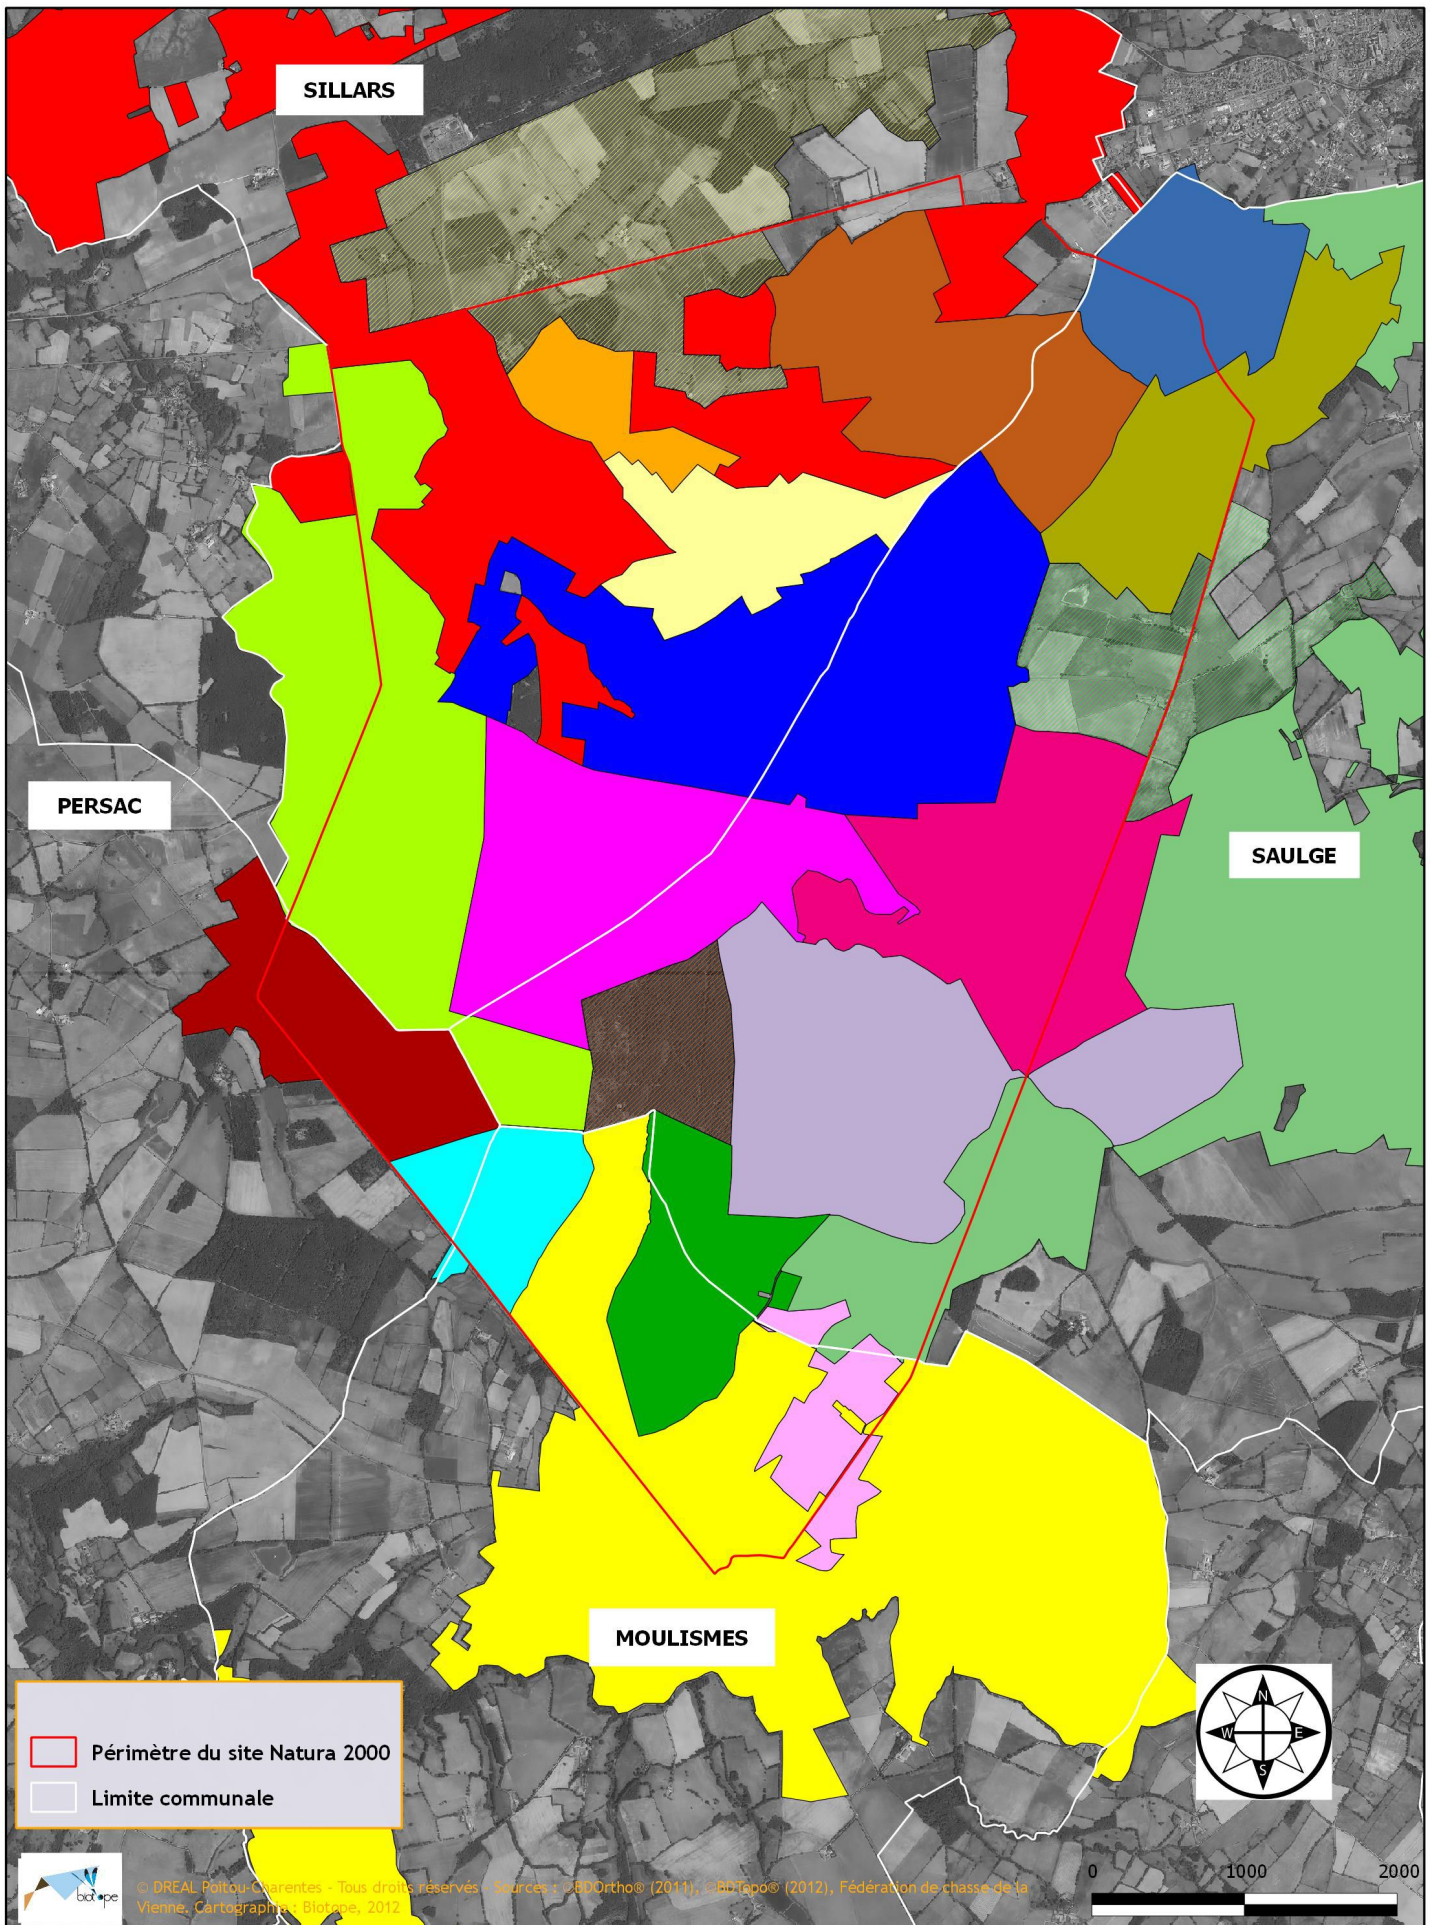 SILLARS
PERSAC
SAULGE
MOULISMES
N
W E
S
Périmètre du site Natura 2000
Limite communale
0 1000 2000
biotope
© DREAL Poitou-Charentes - Tous droits réservés - Sources : ©BDOrtho® (2011), ©BDTopo® (2012), Fédération de chasse de la
Vienne. Cartographie : Biotope, 2012